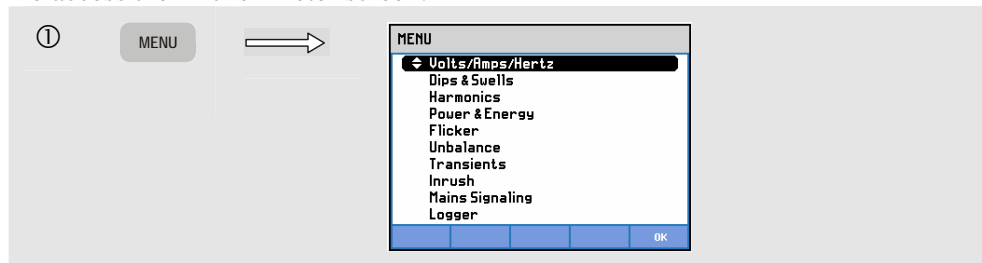 ①
MENU
MENU
Volts/Amps/Hertz
Dips & Swells
Harmonics
Power & Energy
Flicker
Unbalance
Transients
Inrush
Mains Signaling
Logger
OK